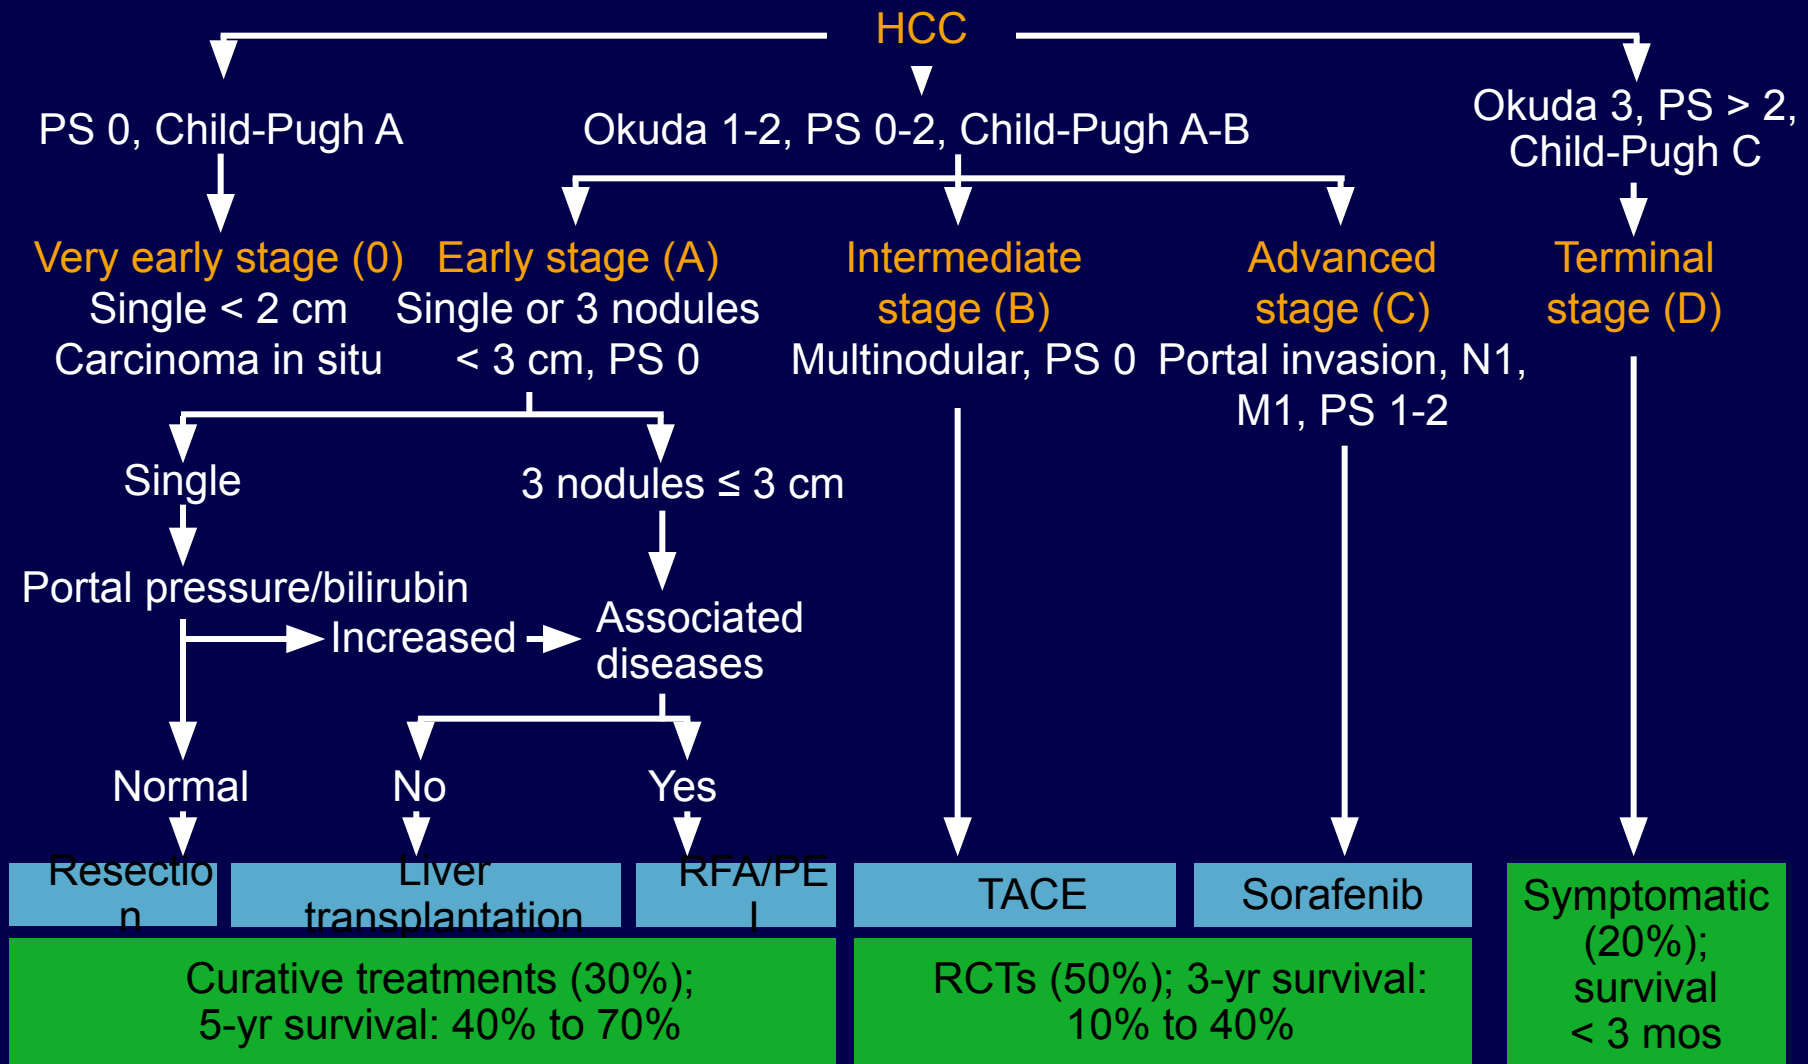 HCC
PS 0, Child-Pugh A
Okuda 1-2, PS 0-2, Child-Pugh A-B
Okuda 3, PS > 2,
Child-Pugh C
Very early stage (0)
Single < 2 cm
Carcinoma in situ
Early stage (A)
Single or 3 nodules
< 3 cm, PS 0
Intermediate
stage (B)
Multinodular, PS 0
Advanced
stage (C)
Portal invasion, N1,
M1, PS 1-2
Terminal
stage (D)
Single
3 nodules ≤ 3 cm
Portal pressure/bilirubin
Increased
Associated
diseases
Normal
No
Yes
Resectio
n
Liver
transplantation
RFA/PE
I
TACE
Sorafenib
Symptomatic
(20%);
survival
< 3 mos
Curative treatments (30%);
5-yr survival: 40% to 70%
RCTs (50%); 3-yr survival:
10% to 40%